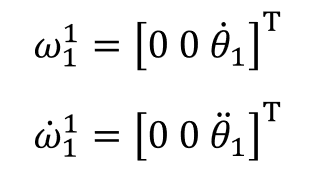 ω₁¹ = [0 0 θ̇₁]ᵀ
ω̇₁¹ = [0 0 θ̈₁]ᵀ